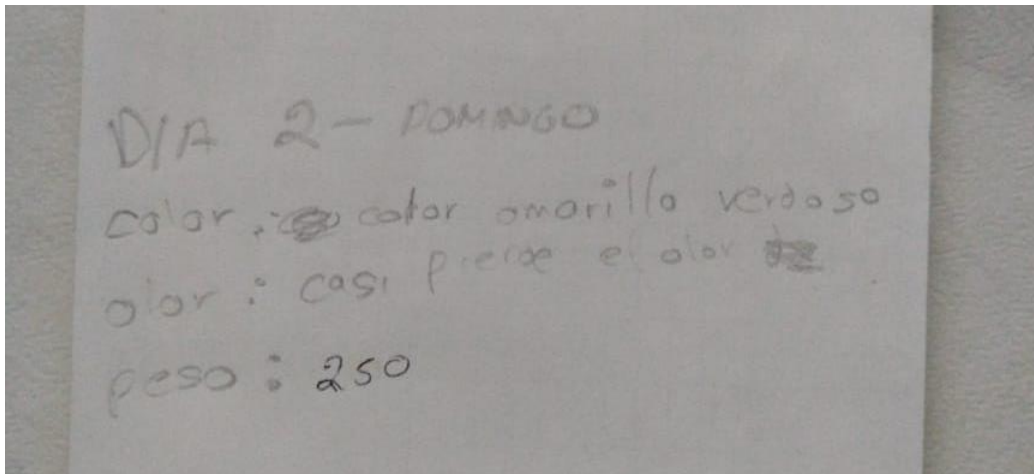 DIA 2 - DOMINGO
color : color amarillo verdoso
olor : casi pierde el olor
peso : 250